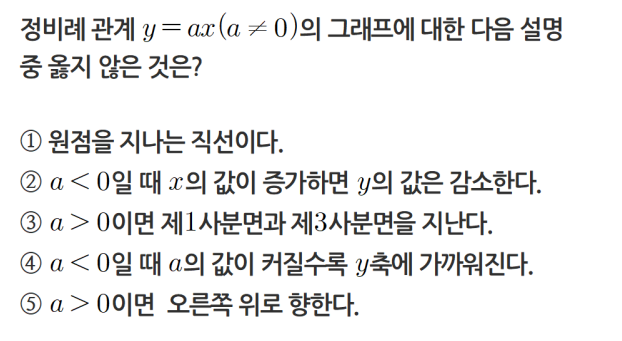 정비례 관계 y=ax(a≠0)의 그래프에 대한 다음 설명
중 옳지 않은 것은?
① 원점을 지나는 직선이다.
② a<0일 때 x의 값이 증가하면 y의 값은 감소한다.
③ a>0이면 제1사분면과 제3사분면을 지난다.
④ a<0일 때 a의 값이 커질수록 y축에 가까워진다.
⑤ a>0이면 오른쪽 위로 향한다.